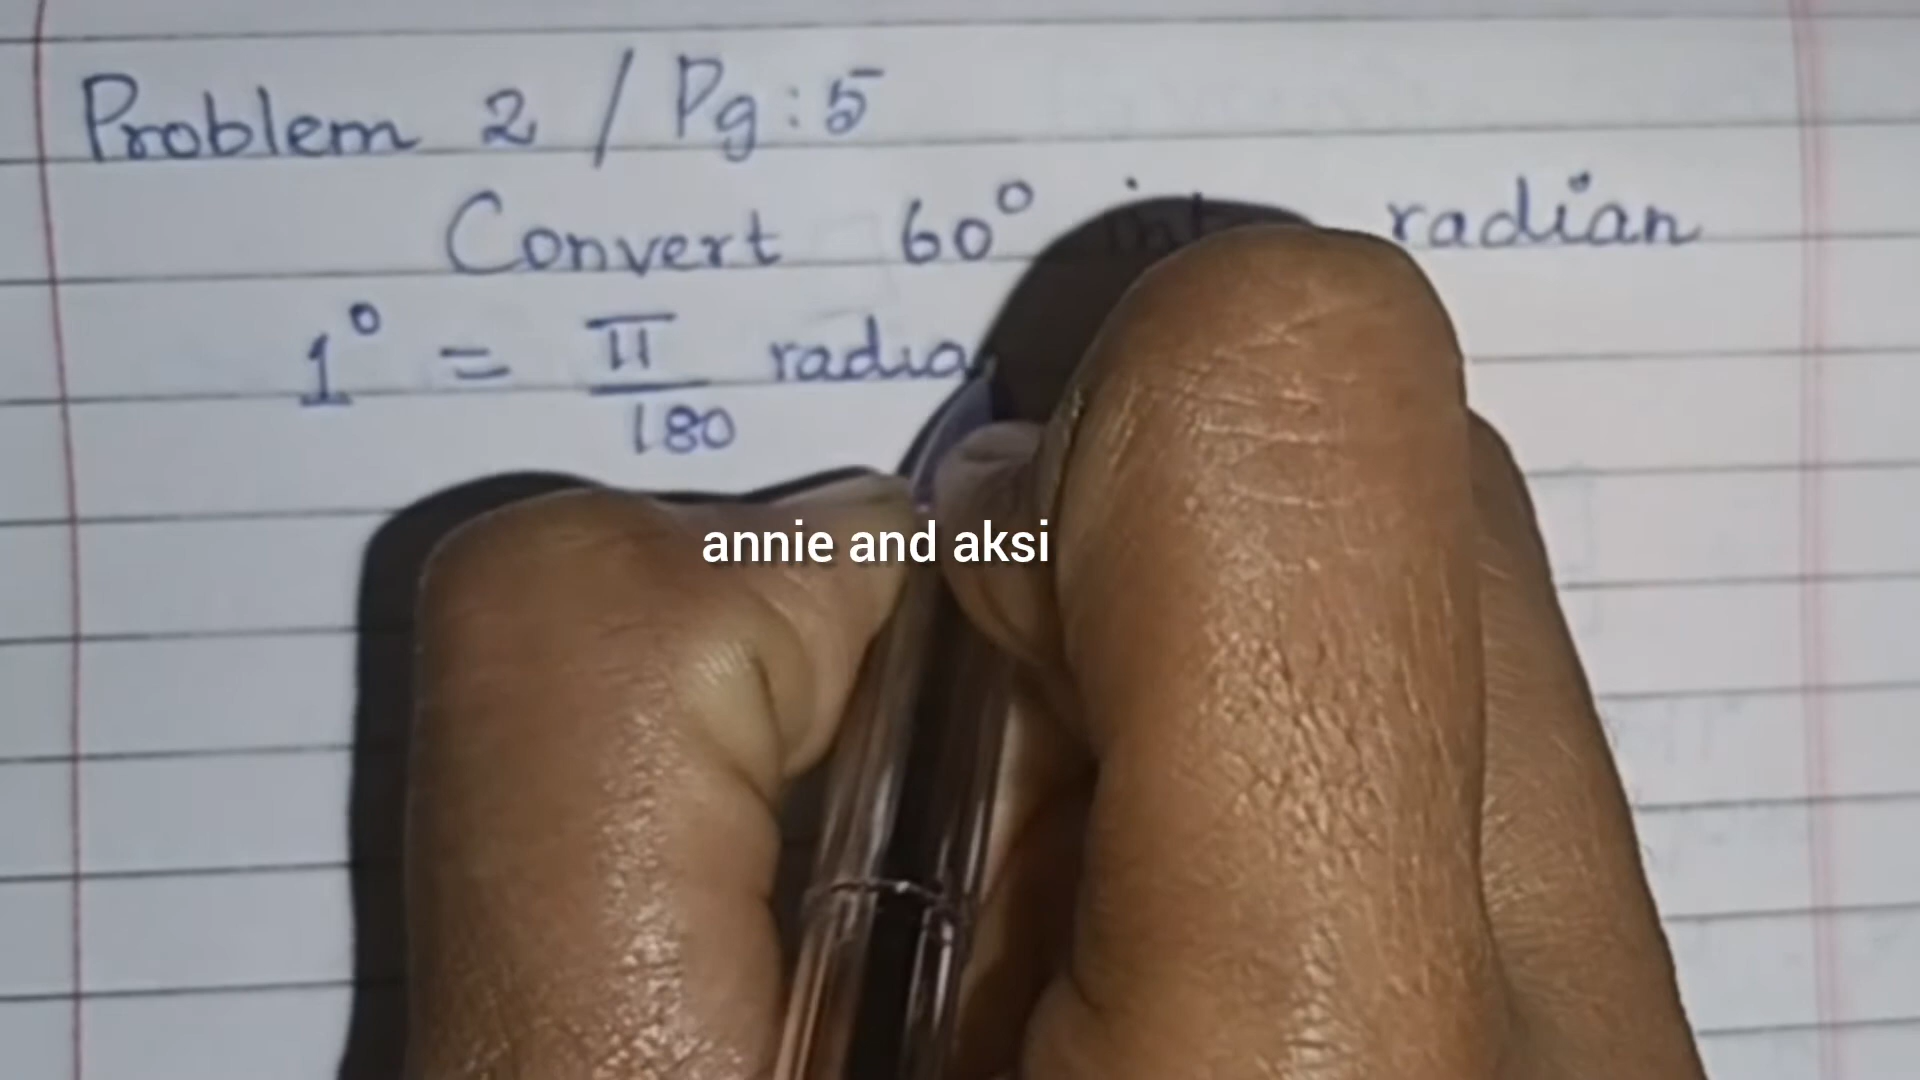 Problem 2 / Pg: 5
Convert 60° radian
1° = π/180 radia
annie and aksi